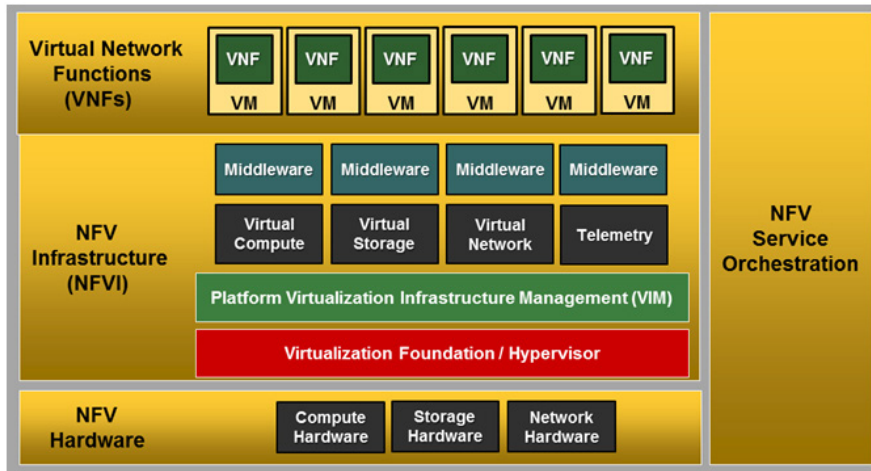 Virtual Network
Functions
(VNFs)
VNF
VNF
VNF
VNF
VNF
VNF
VM
VM
VM
VM
VM
VM
NFV
Infrastructure
(NFVI)
Middleware
Middleware
Middleware
Middleware
Virtual
Compute
Virtual
Storage
Virtual
Network
Telemetry
Platform Virtualization Infrastructure Management (VIM)
Virtualization Foundation / Hypervisor
NFV
Hardware
Compute
Hardware
Storage
Hardware
Network
Hardware
NFV
Service
Orchestration